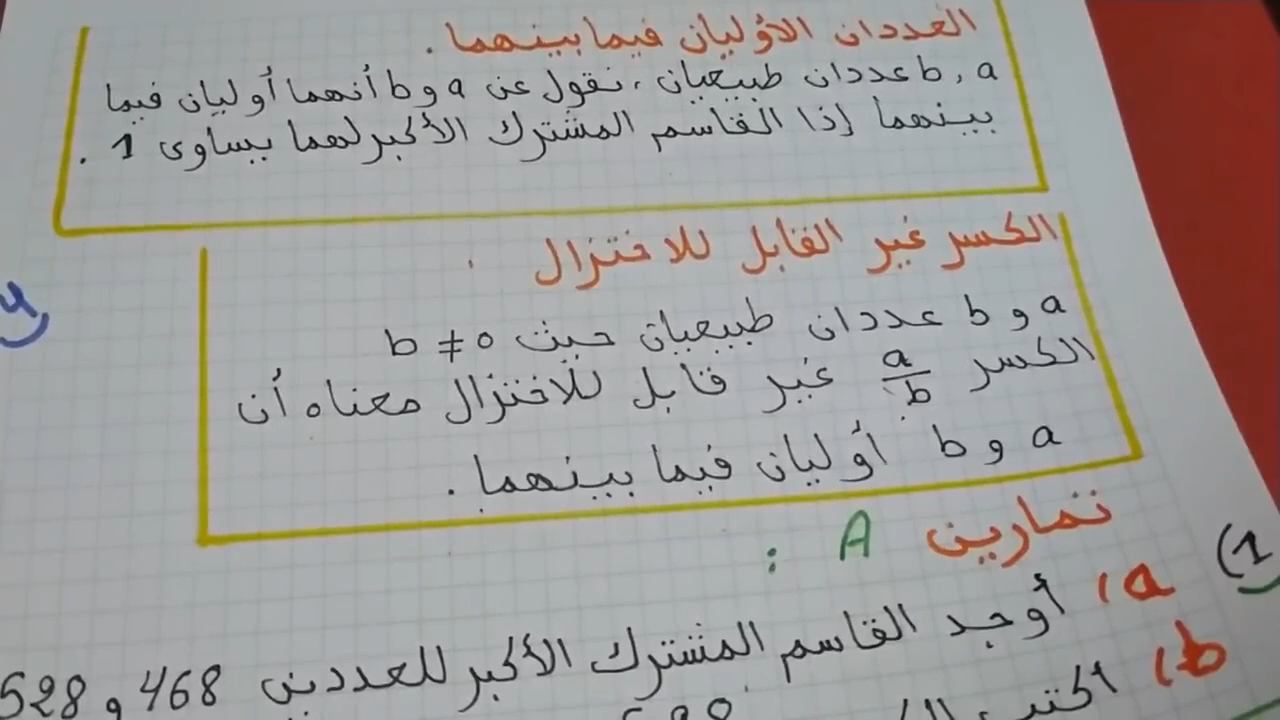 العددان الأوليان فيما بينهما .
a , b عددان طبيعيان ، نقول عن a و b أنهما أوليان فيما
بينهما إذا القاسم المشترك الأكبر لهما يساوي 1 .
الكسر غير القابل للاختزال .
a و b عددان طبيعيان حيث b ≠ 0
الكسر a/b غير قابل للاختزال معناه أن
a و b أوليان فيما بينهما .
تمارين A :
1) a) أوجد القاسم المشترك الأكبر للعددين 468 و 528
b) اكتب